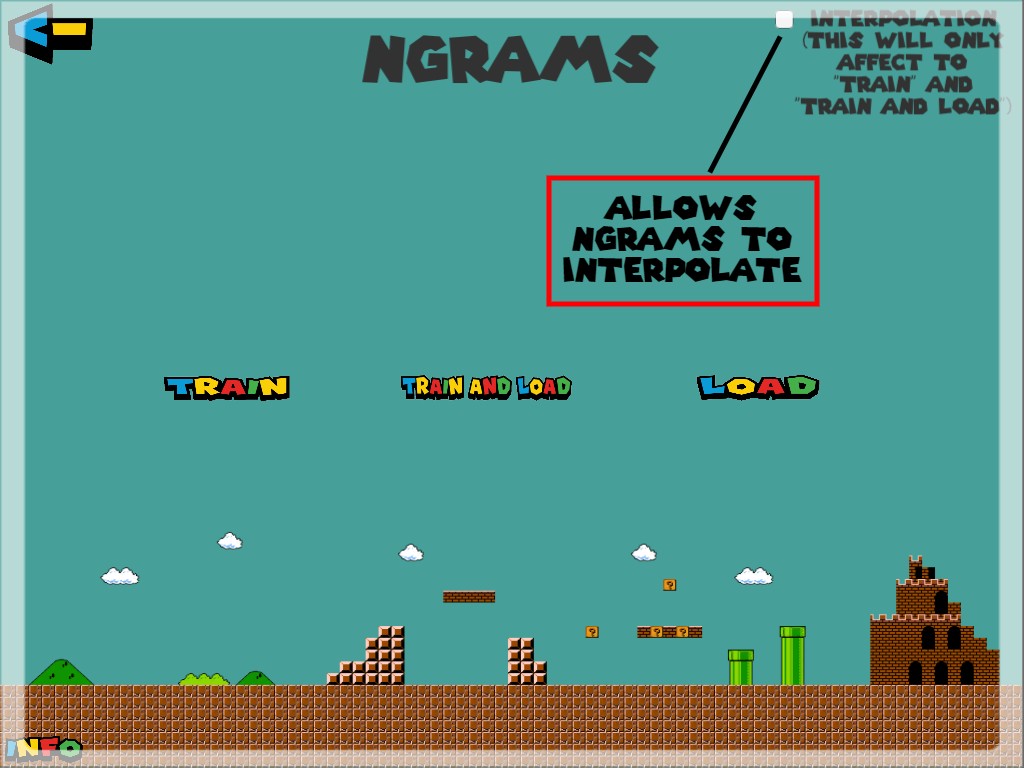 NGRAMS
INTERPOLATION
(THIS WILL ONLY
AFFECT TO
"TRAIN" AND
"TRAIN AND LOAD")
ALLOWS
NGRAMS TO
INTERPOLATE
TRAIN
TRAIN AND LOAD
LOAD
?
?
? ?
INFO